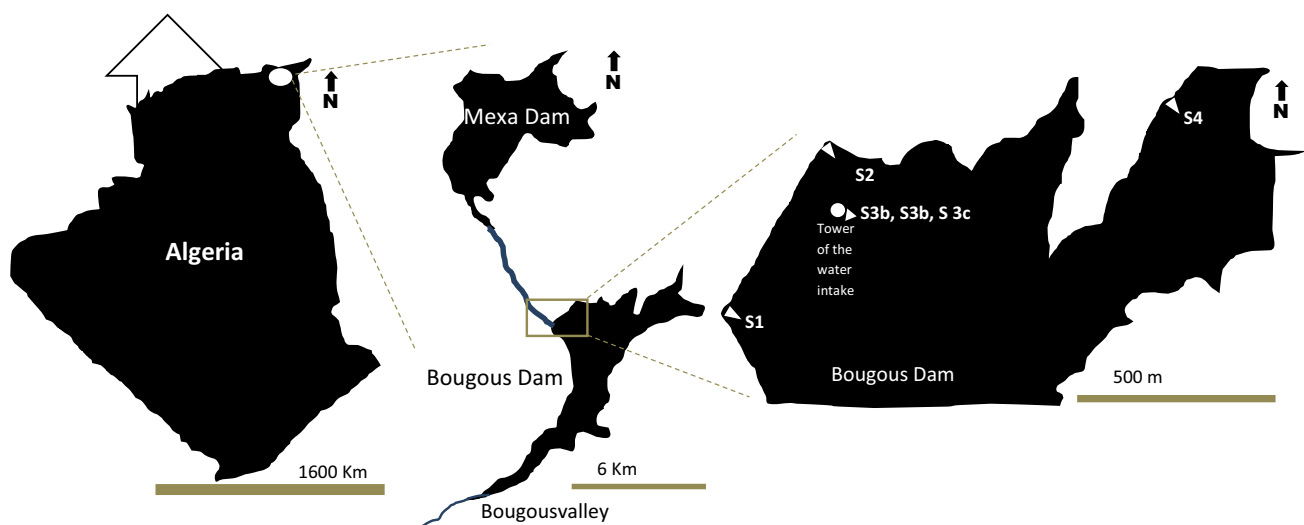 N
Algeria
1600 Km
N
Mexa Dam
Bougous Dam
6 Km
Bougousvalley
N
S4
S2
S3b, S3b, S 3c
Tower
of the
water
intake
S1
Bougous Dam
500 m